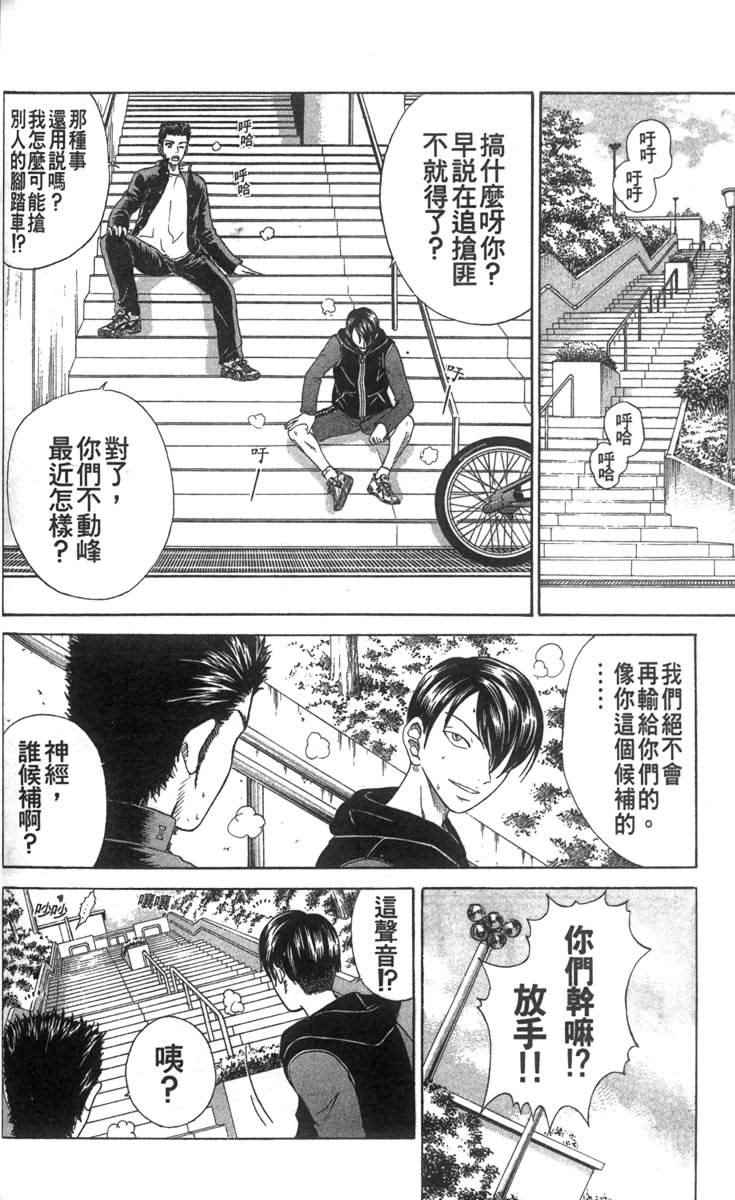 吁吁
吁吁
呼哈
呼哈
搞什麼呀你?
早說在追搶匪
不就得了?
呼哈
呼哈
那種事
還用說嗎?
我怎麼可能搶
別人的腳踏車!?
吁
吁
對了,
你們不動峰
最近怎樣?
我們絕不會
再輸給你們的。
像你這個候補的
……
神經,
誰候補啊?
你們幹嘛!?
放手!!
這聲音!?
嚷嚷
吵吵
咦?